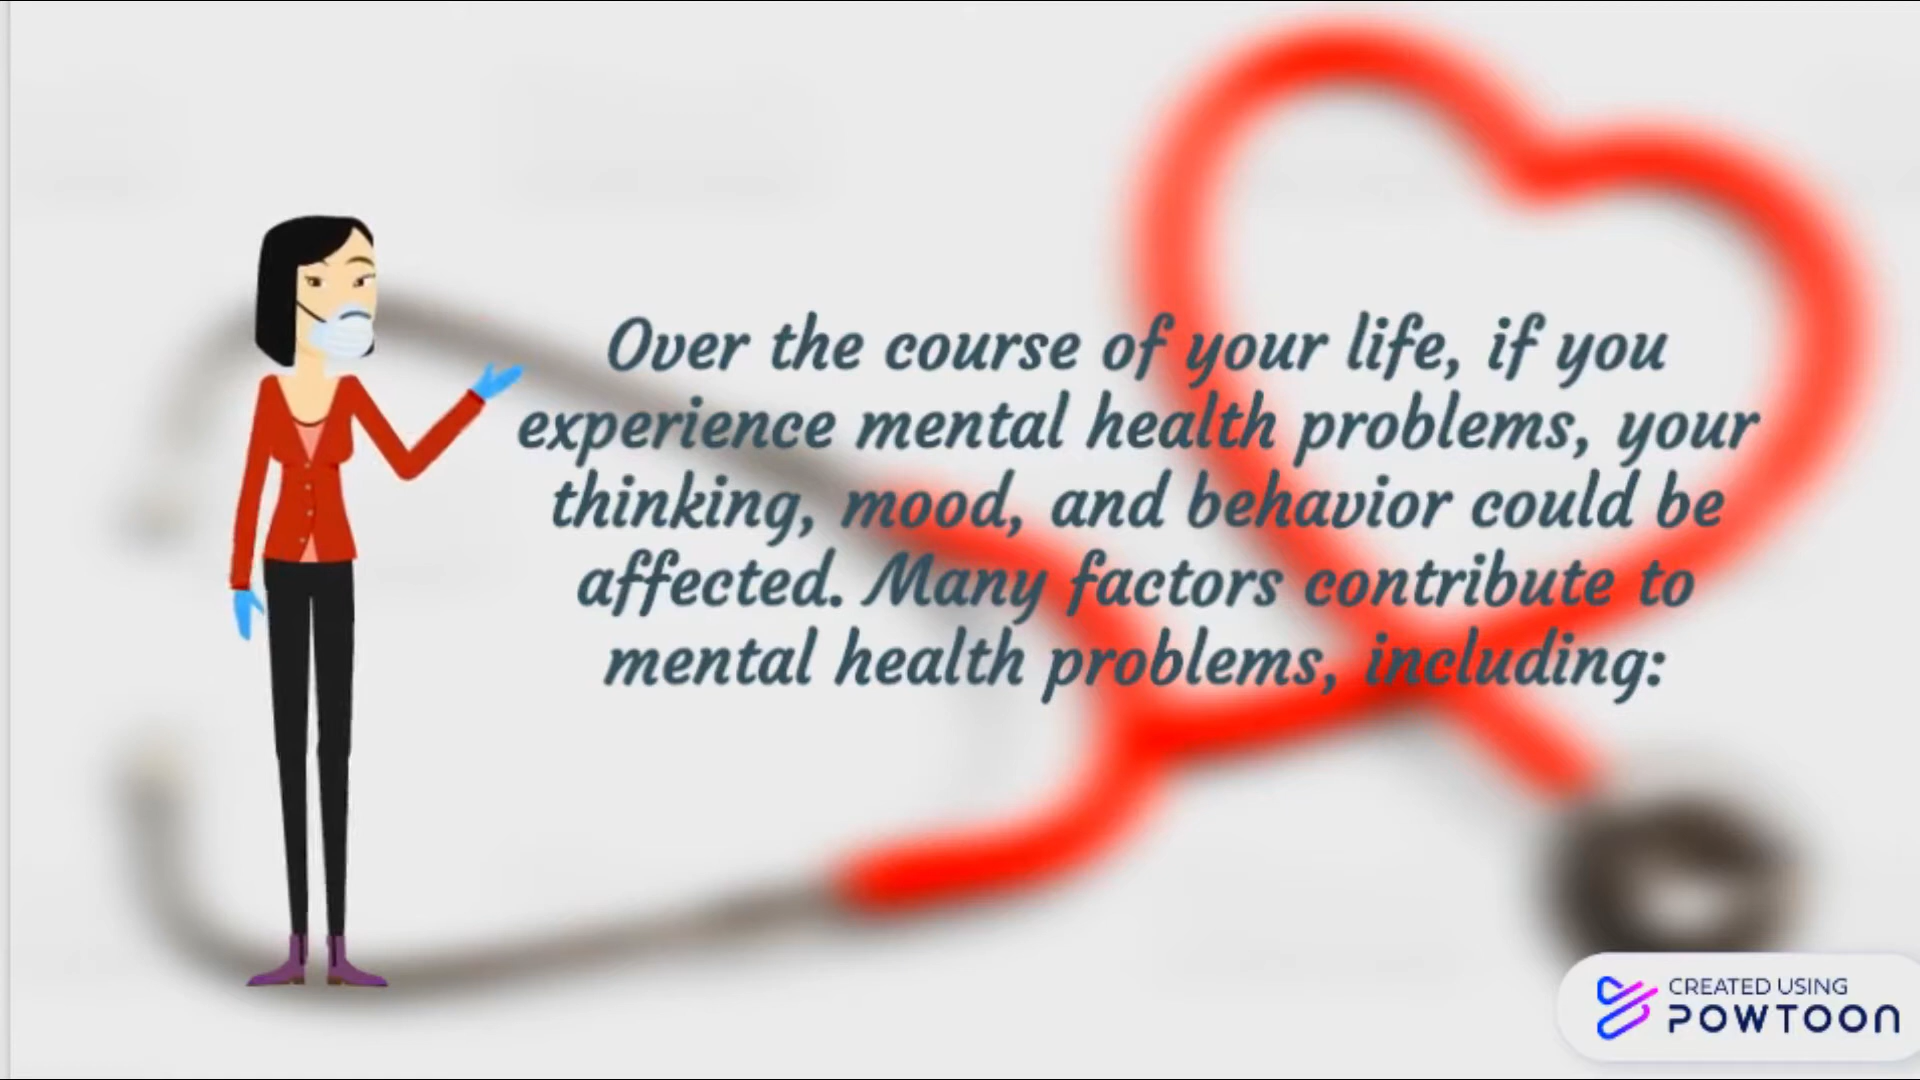 Over the course of your life, if you
experience mental health problems, your
thinking, mood, and behavior could be
affected. Many factors contribute to
mental health problems, including:
CREATED USING
POWTOON